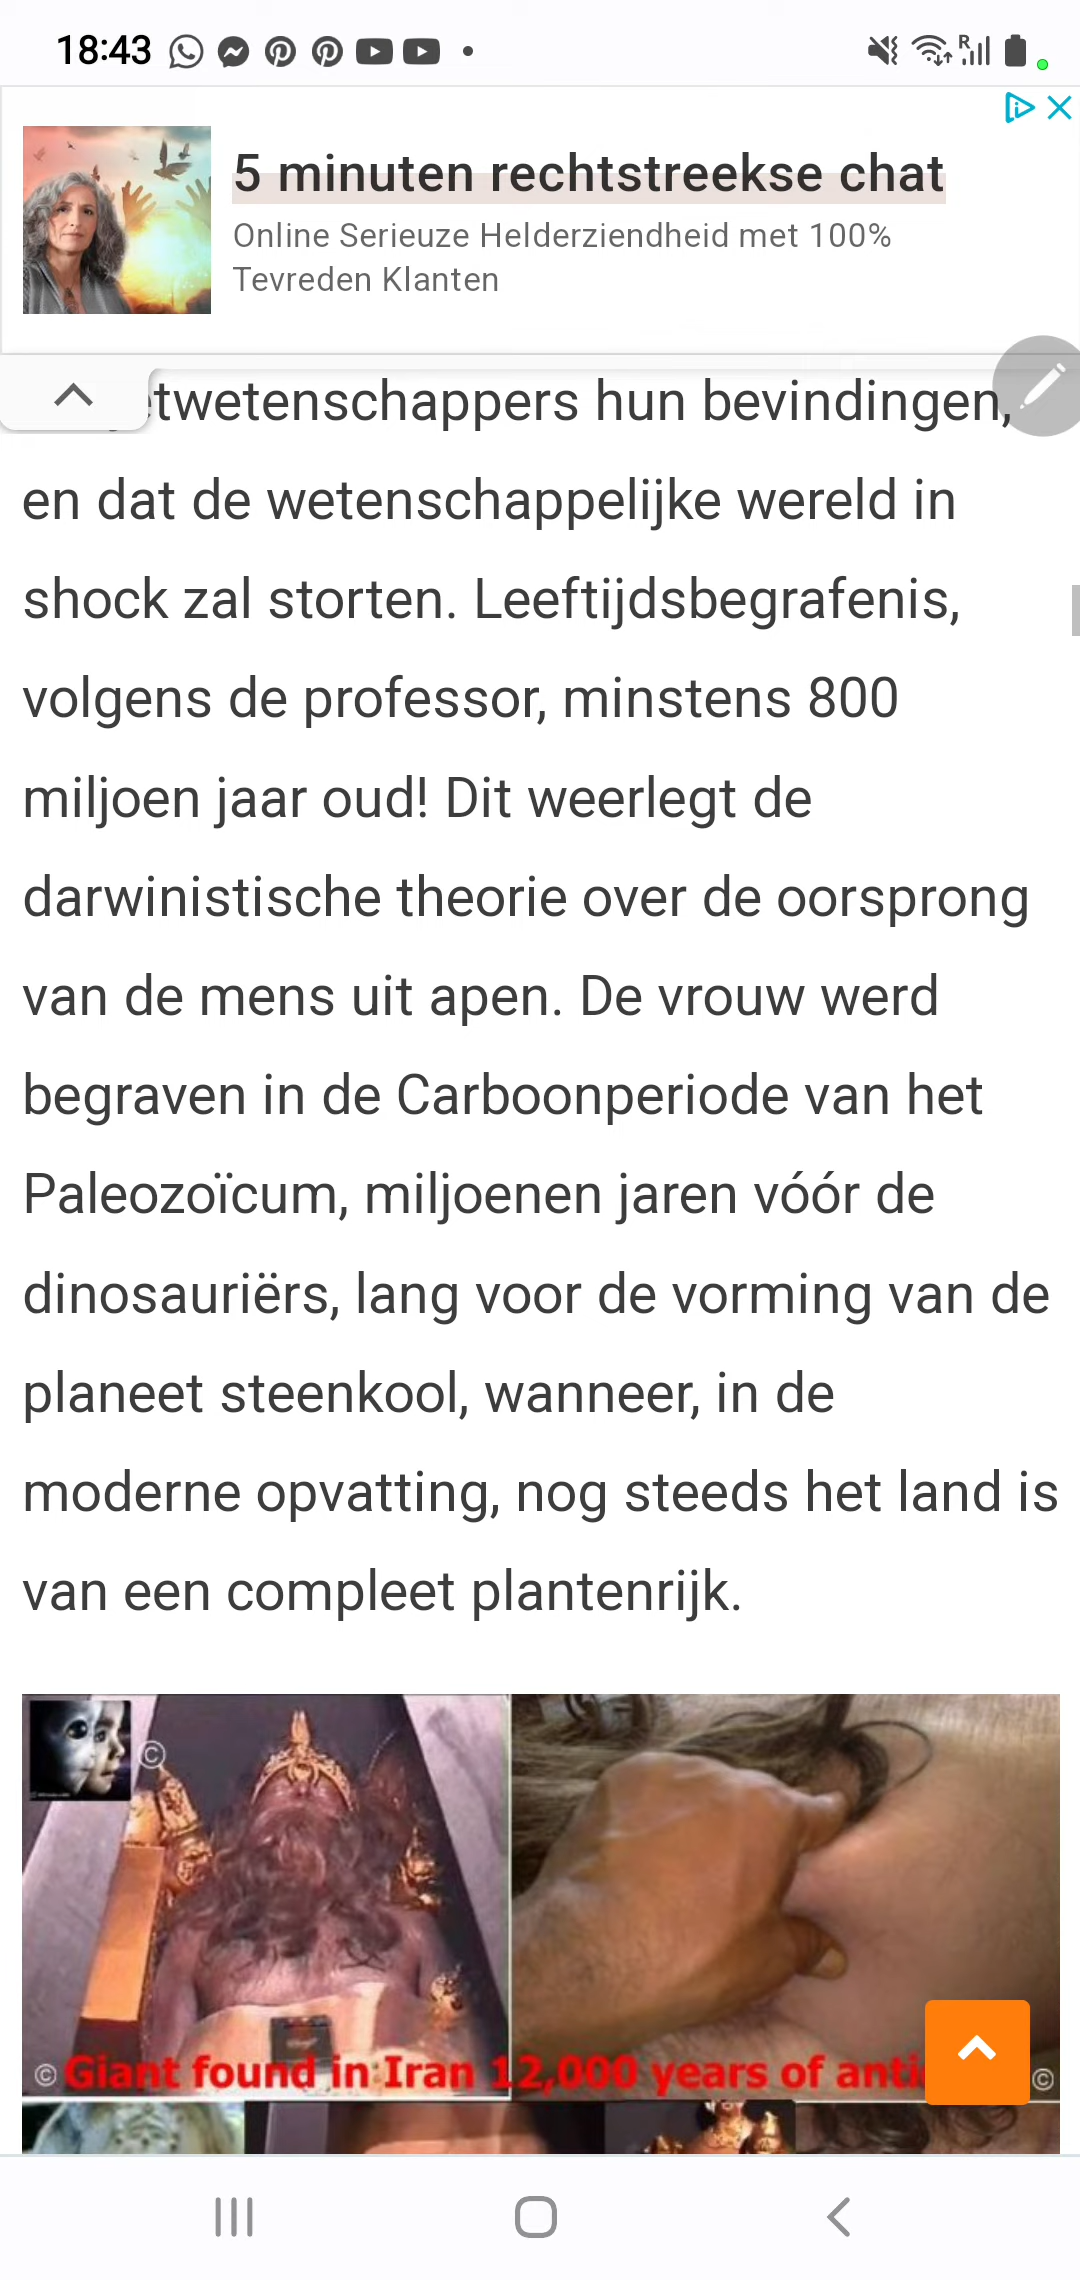 18:43
R
5 minuten rechtstreekse chat
Online Serieuze Helderziendheid met 100%
Tevreden Klanten
twetenschappers hun bevindingen,
en dat de wetenschappelijke wereld in
shock zal storten. Leeftijdsbegrafenis,
volgens de professor, minstens 800
miljoen jaar oud! Dit weerlegt de
darwinistische theorie over de oorsprong
van de mens uit apen. De vrouw werd
begraven in de Carboonperiode van het
Paleozoïcum, miljoenen jaren vóór de
dinosauriërs, lang voor de vorming van de
planeet steenkool, wanneer, in de
moderne opvatting, nog steeds het land is
van een compleet plantenrijk.
©
© Giant found in Iran 12,000 years of anti ©